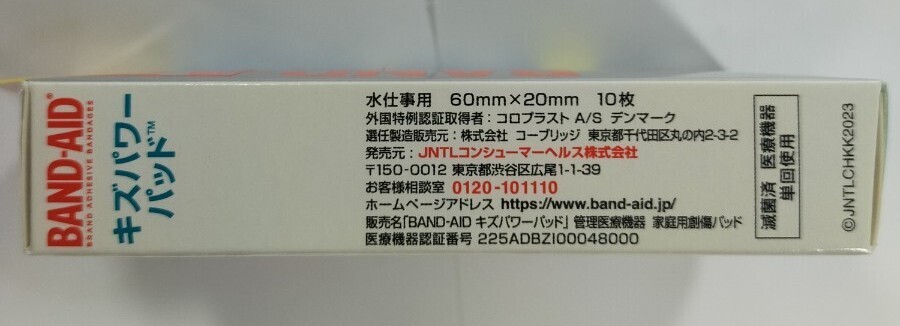 BAND-AID®
BRAND ADHESIVE BANDAGES
キズパワー
パッド™
水仕事用 60mm×20mm 10枚
外国特例認証取得者：コロプラスト A/S デンマーク
選任製造販売元：株式会社 コーブリッジ 東京都千代田区丸の内2-3-2
発売元：JNTLコンシューマーヘルス株式会社
〒150-0012 東京都渋谷区広尾1-1-39
お客様相談室 0120-101110
ホームページアドレス https://www.band-aid.jp/
販売名「BAND-AID キズパワーパッド」管理医療機器 家庭用創傷パッド
医療機器認証番号 225ADBZI00048000
滅菌済 医療機器
単回使用
©JNTLCHKK2023